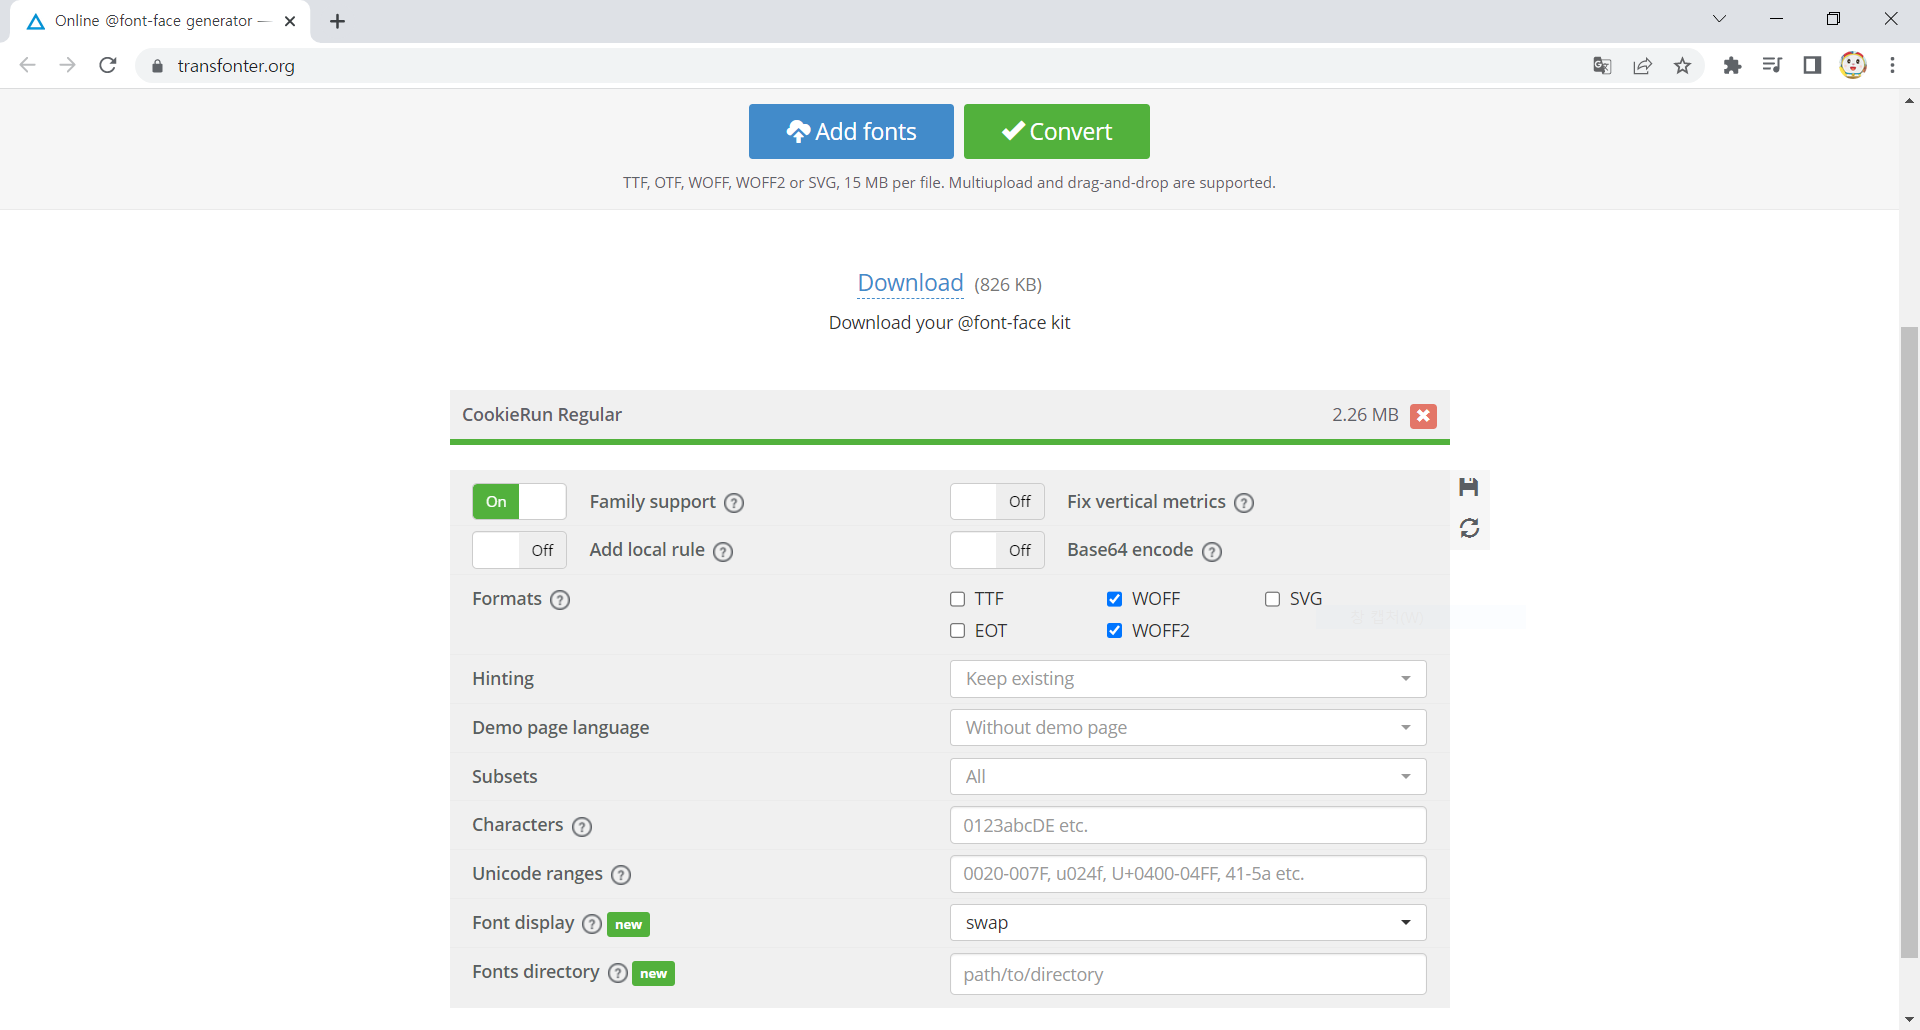 Online @font-face generator —
transfonter.org
Add fonts
Convert
TTF, OTF, WOFF, WOFF2 or SVG, 15 MB per file. Multiupload and drag-and-drop are supported.
Download (826 KB)
Download your @font-face kit
CookieRun Regular 2.26 MB
On Family support ? Off Fix vertical metrics ?
Off Add local rule ? Off Base64 encode ?
Formats ? TTF WOFF SVG
EOT WOFF2
Hinting Keep existing
Demo page language Without demo page
Subsets All
Characters ? 0123abcDE etc.
Unicode ranges ? 0020-007F, u024f, U+0400-04FF, 41-5a etc.
Font display ? new swap
Fonts directory ? new path/to/directory